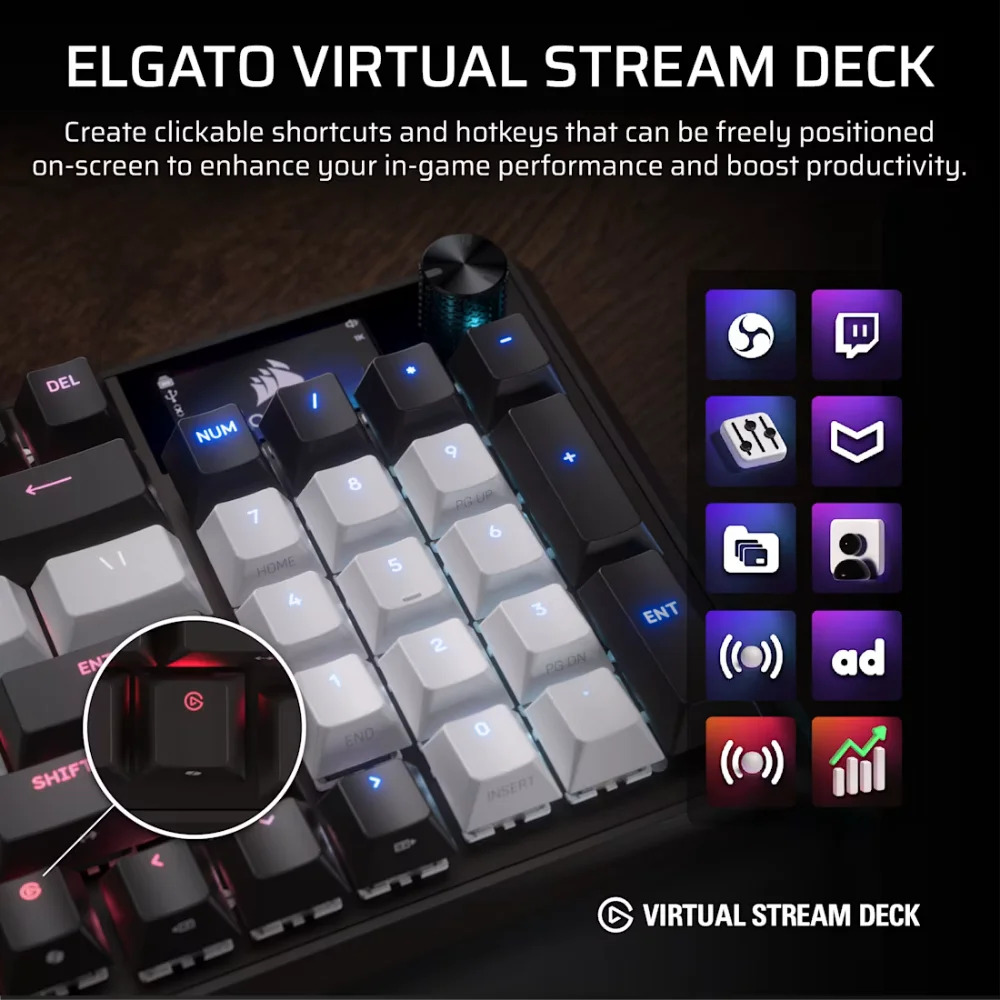 ELGATO VIRTUAL STREAM DECK
Create clickable shortcuts and hotkeys that can be freely positioned
on-screen to enhance your in-game performance and boost productivity.
DEL
NUM
/
*
-
←
7
HOME
8
9
PG UP
+
\ |
4
5
6
ENT
1
END
2
3
PG DN
ENT
SHIFT
0
INSERT
.
ad
VIRTUAL STREAM DECK